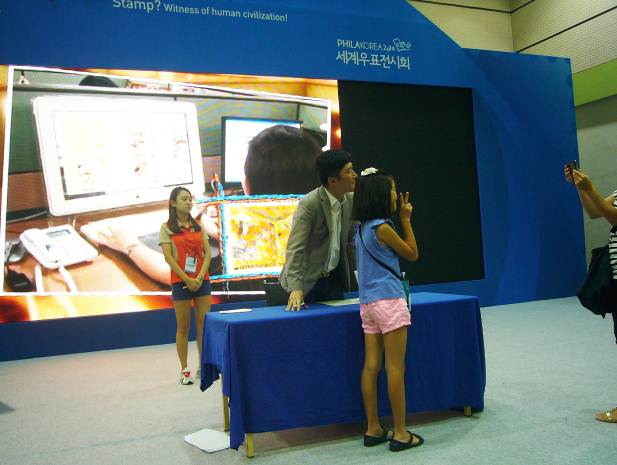 Stamp? Witness of human civilization!
PHILAKOREA 2014
세계우표전시회